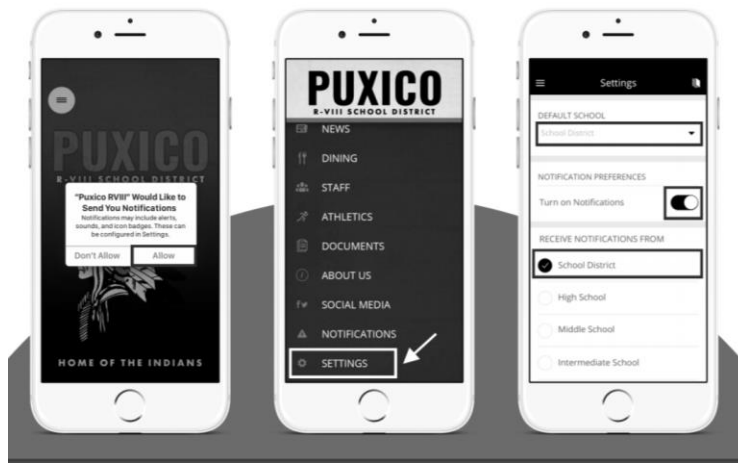 PUXICO
R-VIII SCHOOL DISTRICT
"Puxico RVIII" Would Like to
Send You Notifications
Notifications may include alerts,
sounds, and icon badges. These can
be configured in Settings.
Don't Allow
Allow
HOME OF THE INDIANS
PUXICO
R-VIII SCHOOL DISTRICT
NEWS
DINING
STAFF
ATHLETICS
DOCUMENTS
ABOUT US
SOCIAL MEDIA
NOTIFICATIONS
SETTINGS
Settings
DEFAULT SCHOOL
School District
NOTIFICATION PREFERENCES
Turn on Notifications
RECEIVE NOTIFICATIONS FROM
School District
High School
Middle School
Intermediate School